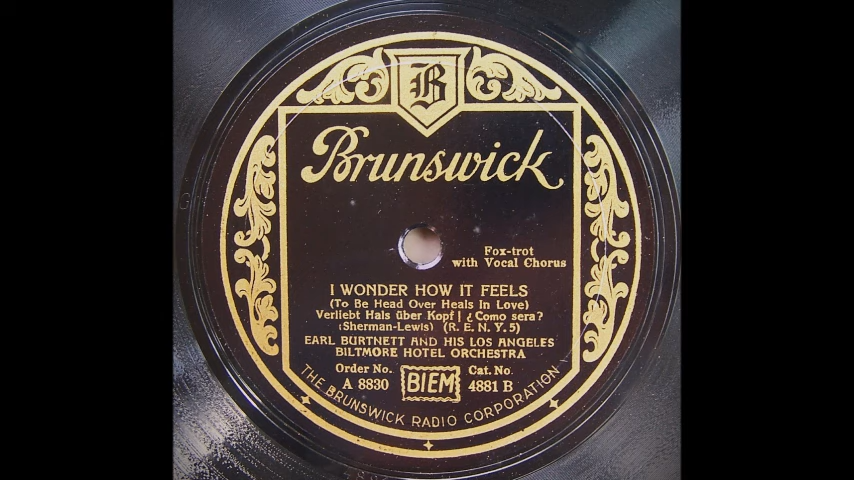 B
Brunswick
Fox-trot
with Vocal Chorus
I WONDER HOW IT FEELS
(To Be Head Over Heals In Love)
Verliebt Hals über Kopf | ¿Como sera?
(Sherman-Lewis) (R. E. N. Y. 5)
EARL BURTNETT AND HIS LOS ANGELES
BILTMORE HOTEL ORCHESTRA
Order No. Cat. No.
A 8830 BIEM 4881 B
THE BRUNSWICK RADIO CORPORATION